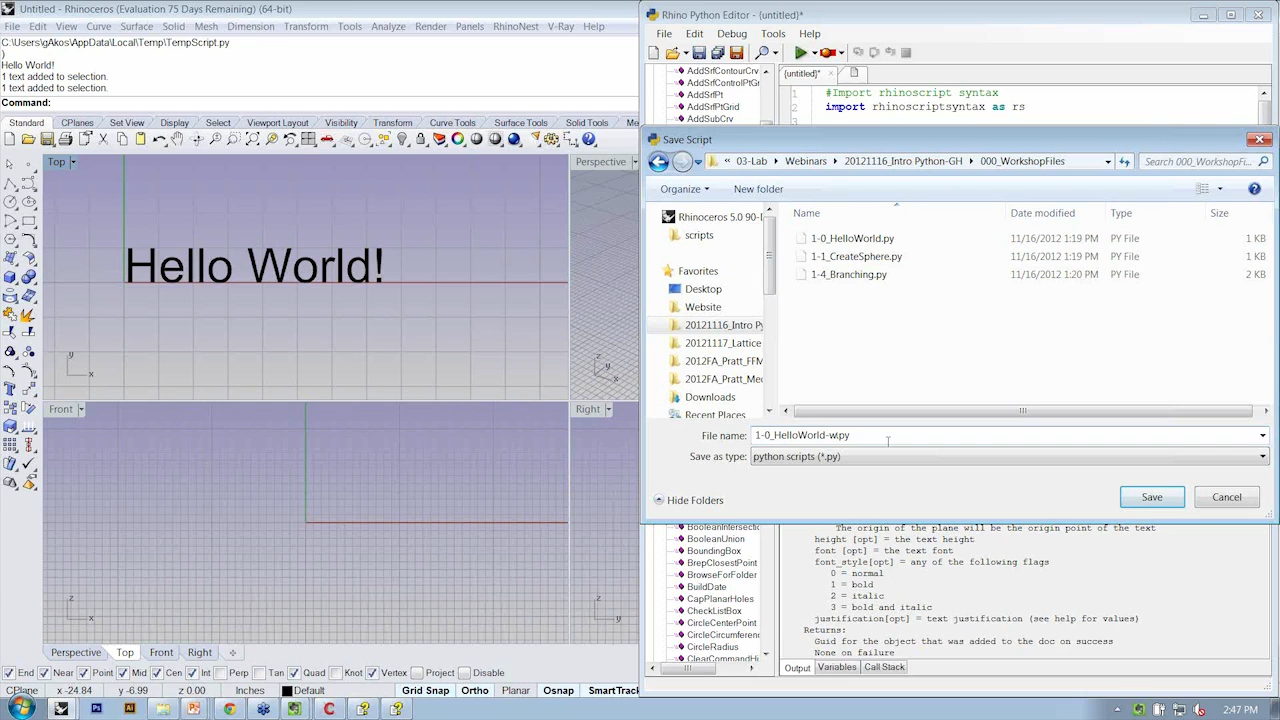 Untitled - Rhinoceros (Evaluation 75 Days Remaining) (64-bit)
File Edit View Curve Surface Solid Mesh Dimension Transform Tools Analyze Render Panels RhinoNest V-Ray Help
C:\Users\gAkos\AppData\Local\Temp\TempScript.py
)
Hello World!
1 text added to selection.
1 text added to selection.
Command:
Standard CPlanes Set View Display Select Viewport Layout Visibility Transform Curve Tools Surface Tools Solid Tools Me
Top
Perspective
Hello World!
y
x
z
y
x
Front
Right
z
x
z
y
Perspective Top Front Right
End Near Point Mid Cen Int Perp Tan Quad Knot Vertex Project Disable
CPlane x -24.84 y -6.99 z 0.00 Inches Default Grid Snap Ortho Planar Osnap SmartTrack
Rhino Python Editor - (untitled)*
File Edit Debug Tools Help
AddSrfContourCrv
AddSrfControlPtG
AddSrfPt
AddSrfPtGrid
AddSubCrv
(untitled)*
1 #Import rhinoscript syntax
2 import rhinoscriptsyntax as rs
Save Script
« 03-Lab Webinars 20121116_Intro Python-GH 000_WorkshopFiles
Search 000_WorkshopFi...
Organize New folder
Rhinoceros 5.0 90-D
scripts
Favorites
Desktop
Website
20121116_Intro Py
20121117_Lattice
2012FA_Pratt_FFM
2012FA_Pratt_Mec
Downloads
Recent Places
Name Date modified Type Size
1-0_HelloWorld.py 11/16/2012 1:19 PM PY File 1 KB
1-1_CreateSphere.py 11/16/2012 1:19 PM PY File 1 KB
1-4_Branching.py 11/16/2012 1:20 PM PY File 2 KB
File name: 1-0_HelloWorld-w.py
Save as type: python scripts (*.py)
Hide Folders
Save Cancel
BooleanIntersectio
BooleanUnion
BoundingBox
BrepClosestPoint
BrowseForFolder
BuildDate
CapPlanarHoles
CheckListBox
CircleCenterPoint
CircleCircumferenc
CircleRadius
ClearCommandHi
The origin of the plane will be the origin point of the text
height [opt] = the text height
font [opt] = the text font
font_style[opt] = any of the following flags
0 = normal
1 = bold
2 = italic
3 = bold and italic
justification[opt] = text justification (see help for values)
Returns:
Guid for the object that was added to the doc on success
None on failure
Output Variables Call Stack
2:47 PM